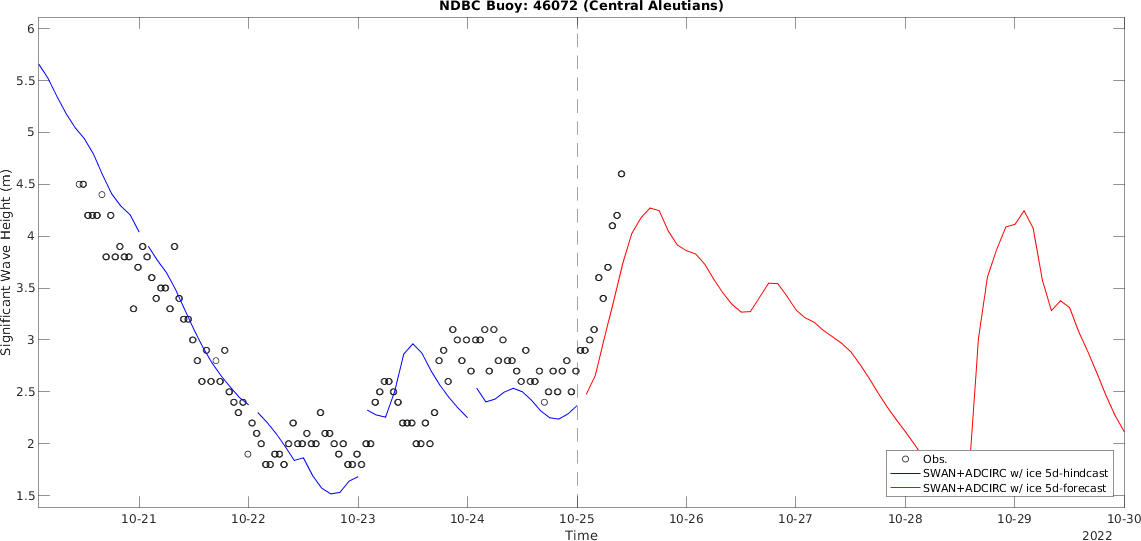 NDBC Buoy: 46072 (Central Aleutians)
6
5.5
5
4.5
4
3.5
3
2.5
2
1.5
Significant Wave Height (m)
Obs.
SWAN+ADCIRC w/ ice 5d-hindcast
SWAN+ADCIRC w/ ice 5d-forecast
10-21 10-22 10-23 10-24 10-25 10-26 10-27 10-28 10-29 10-30
Time
2022